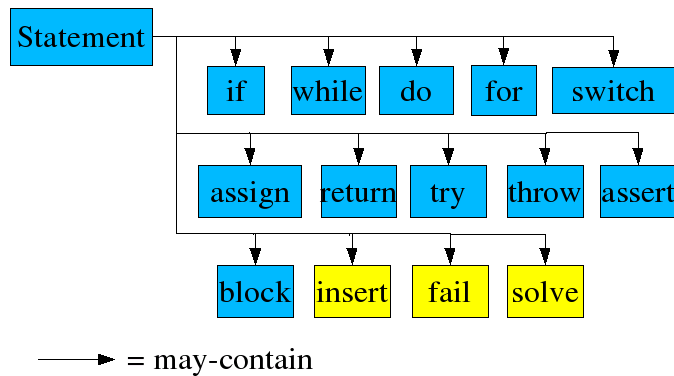 Statement
if while do for switch
assign return try throw assert
block insert fail solve
= may-contain